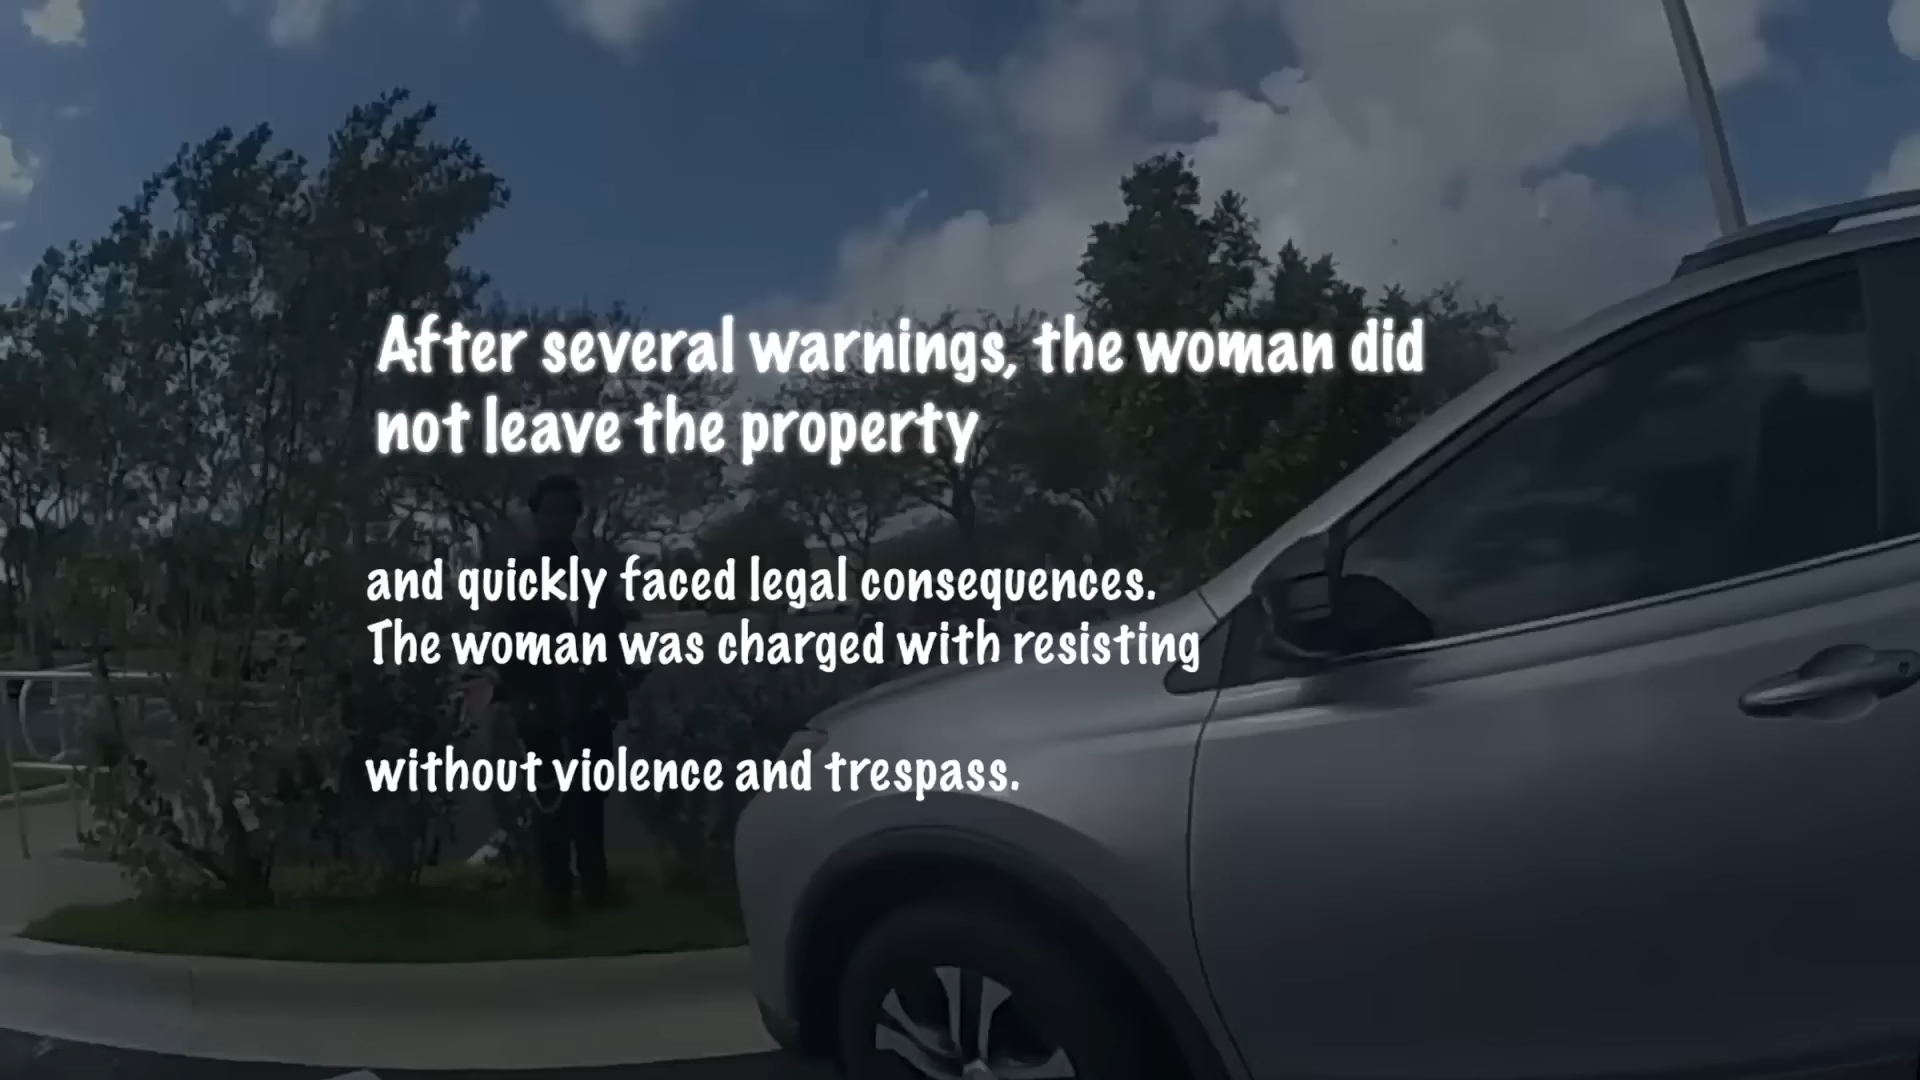 After several warnings, the woman did
not leave the property
and quickly faced legal consequences.
The woman was charged with resisting
without violence and trespass.